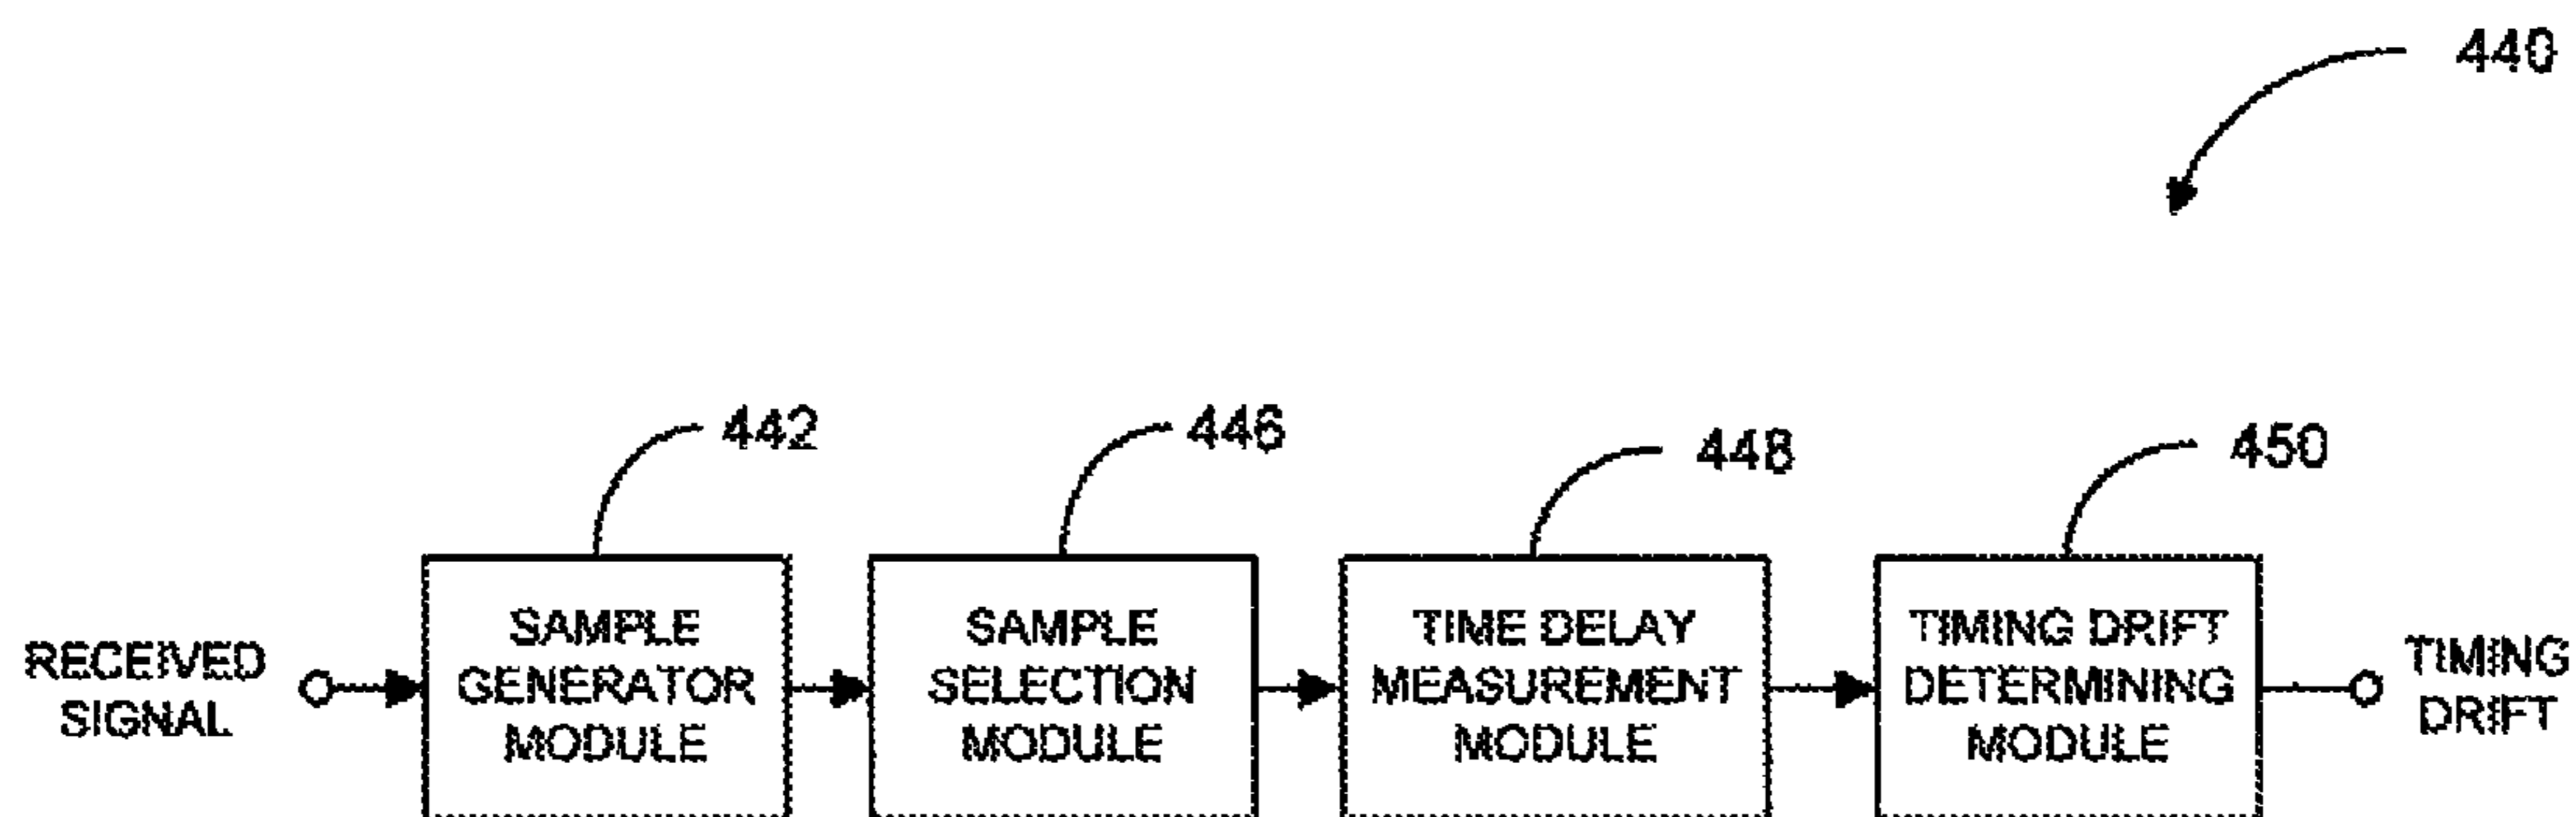 440
442
446
448
450
RECEIVED
SIGNAL
SAMPLE
GENERATOR
MODULE
SAMPLE
SELECTION
MODULE
TIME DELAY
MEASUREMENT
MODULE
TIMING DRIFT
DETERMINING
MODULE
TIMING
DRIFT